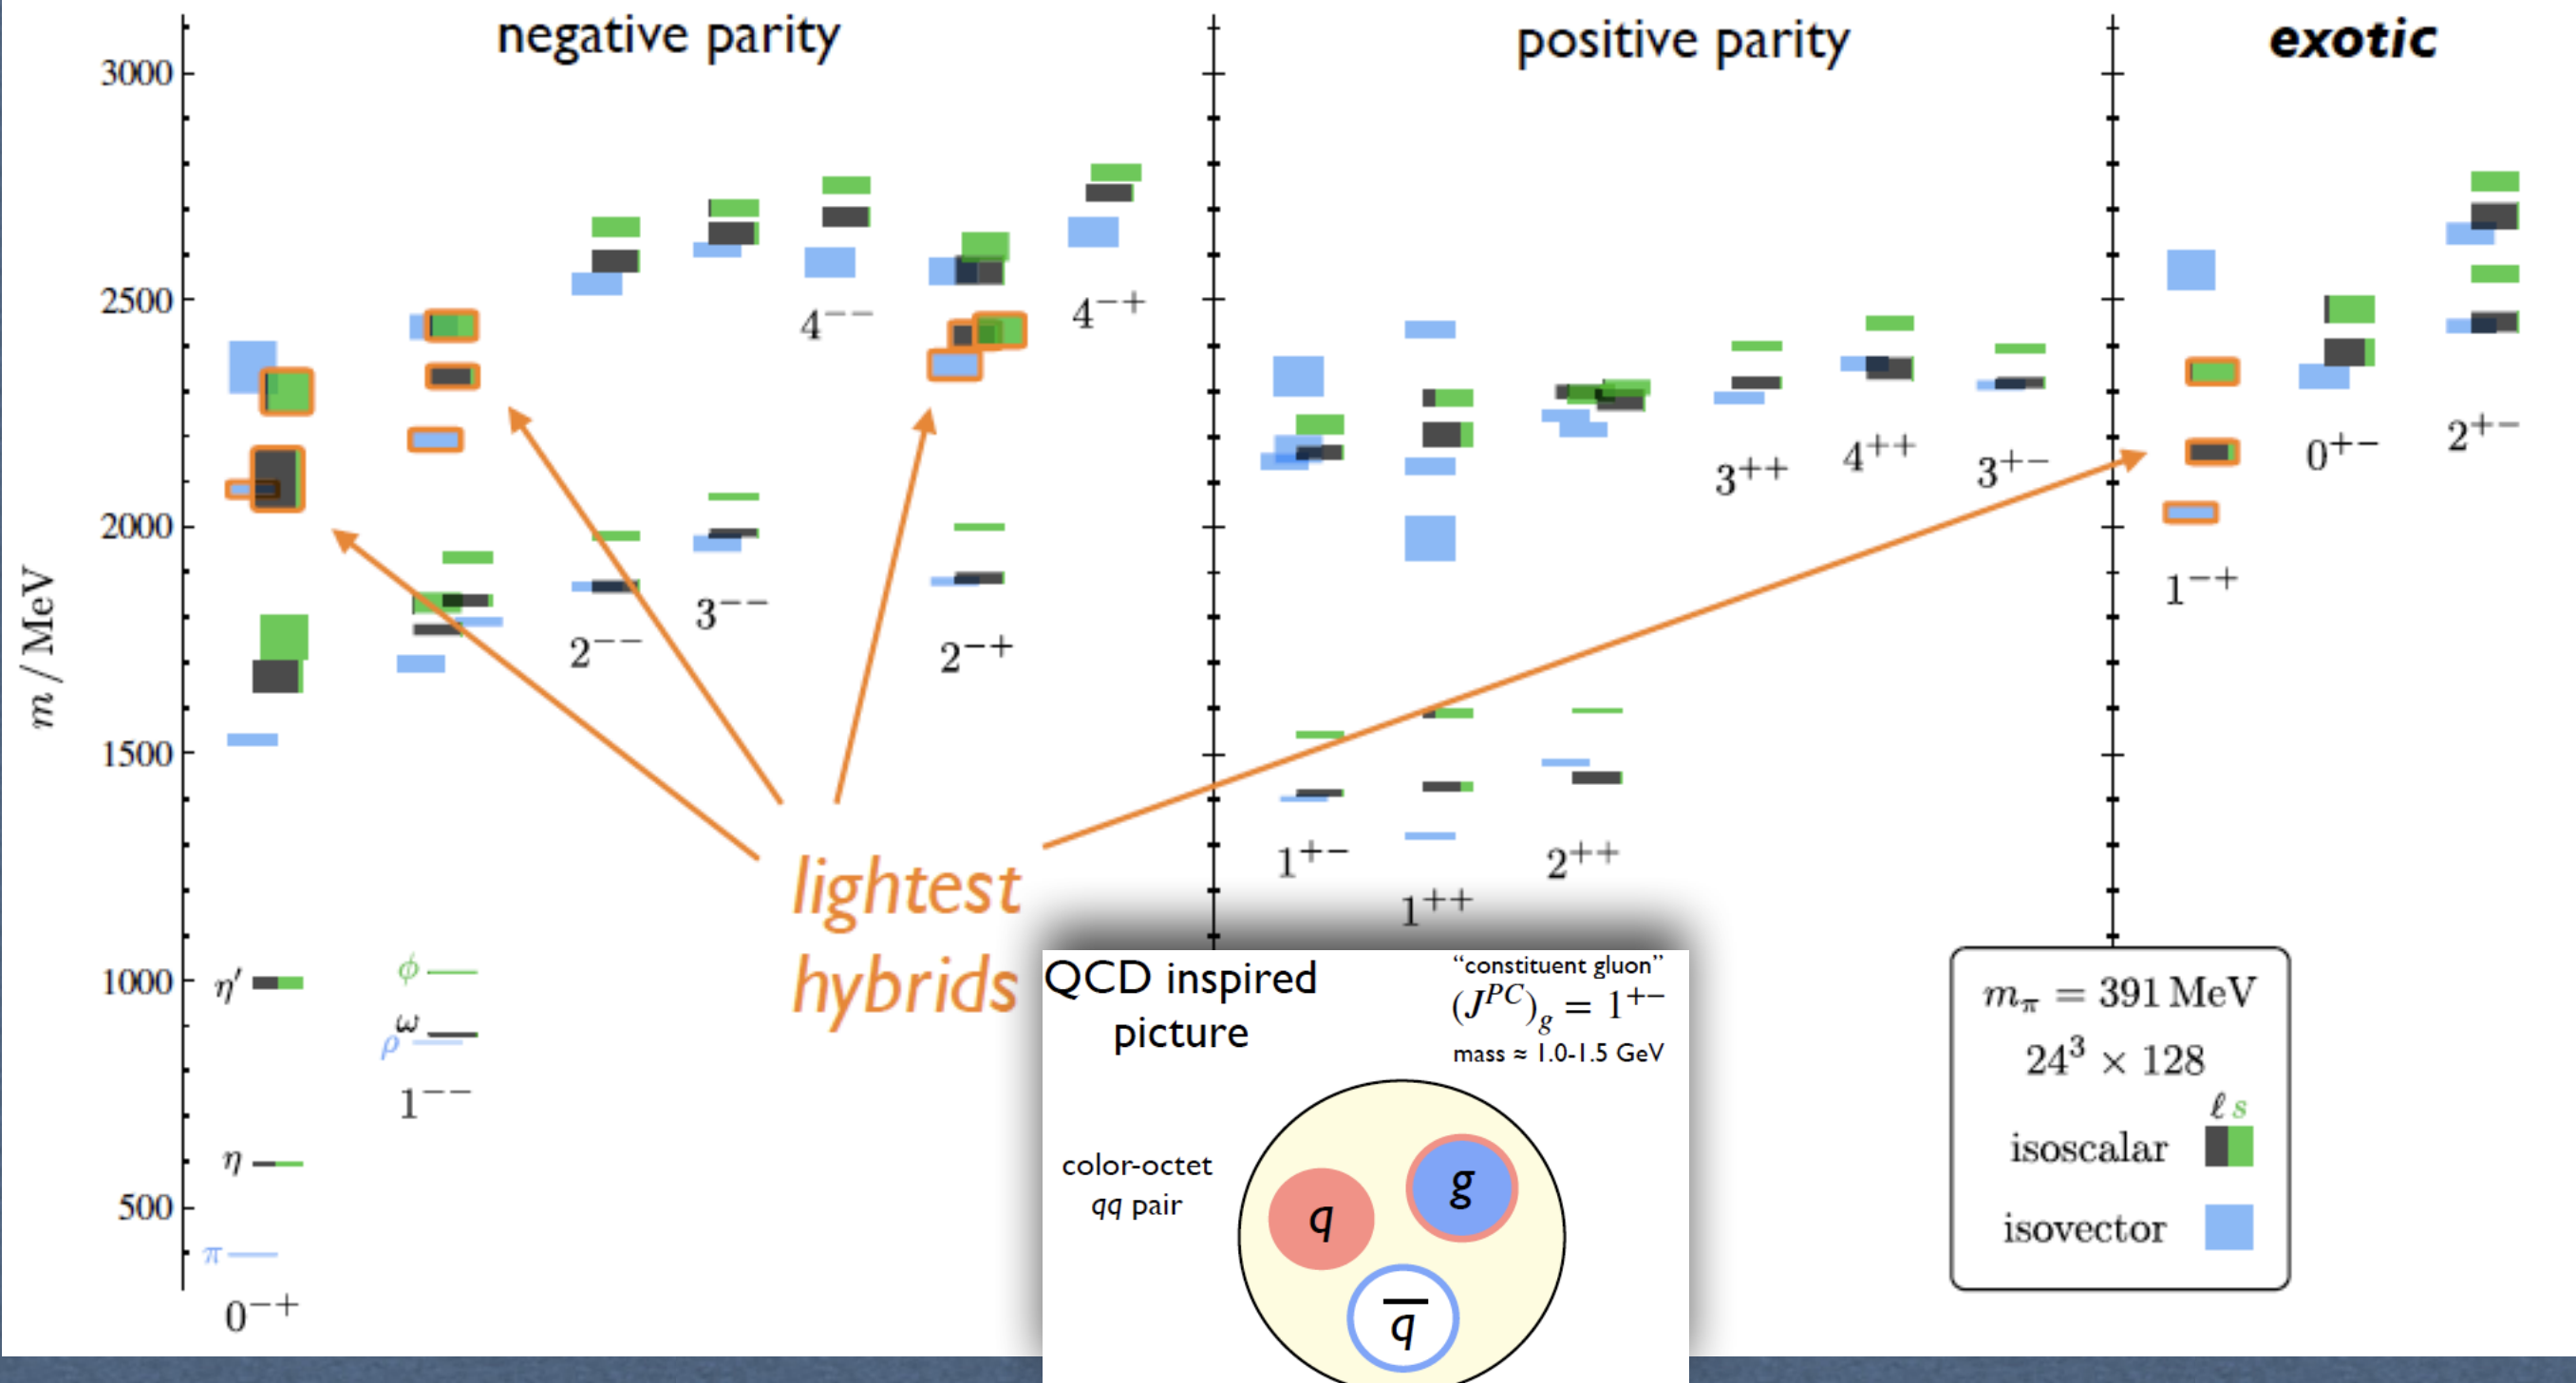 negative parity
positive parity
exotic
3000
2500
2000
1500
1000
500
m / MeV
4⁻⁻
4⁻⁺
2⁻⁻
3⁻⁻
2⁻⁺
3⁺⁺
4⁺⁺
3⁺⁻
0⁺⁻
2⁺⁻
1⁻⁺
1⁺⁻
1⁺⁺
2⁺⁺
lightest
hybrids
η′
ϕ
ω
ρ
1⁻⁻
η
π
0⁻⁺
QCD inspired
picture
“constituent gluon”
(Jᴾᶜ)g = 1⁺⁻
mass ≈ 1.0-1.5 GeV
color-octet
qq pair
q
g
q̅
mπ = 391 MeV
24³ × 128
ℓ s
isoscalar
isovector